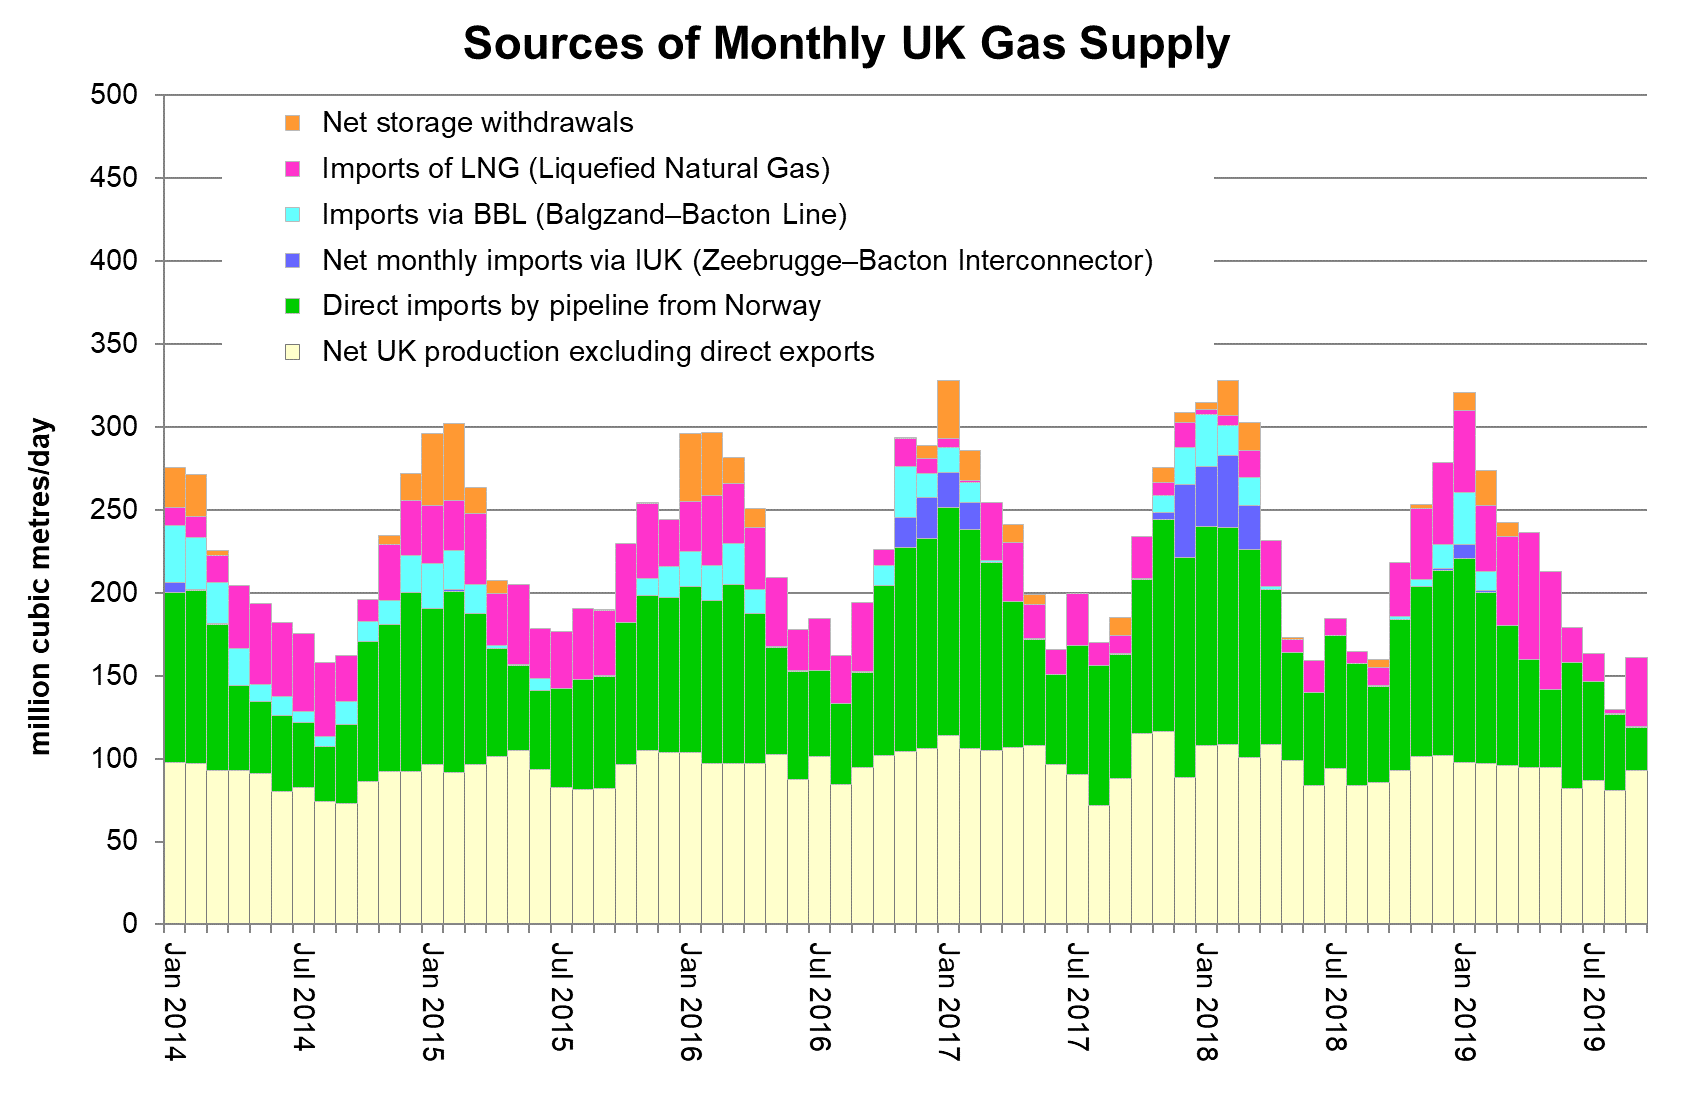 Sources of Monthly UK Gas Supply
500
450
400
350
300
250
200
150
100
50
0
million cubic metres/day
Net storage withdrawals
Imports of LNG (Liquefied Natural Gas)
Imports via BBL (Balgzand–Bacton Line)
Net monthly imports via IUK (Zeebrugge–Bacton Interconnector)
Direct imports by pipeline from Norway
Net UK production excluding direct exports
Jan 2014
Jul 2014
Jan 2015
Jul 2015
Jan 2016
Jul 2016
Jan 2017
Jul 2017
Jan 2018
Jul 2018
Jan 2019
Jul 2019